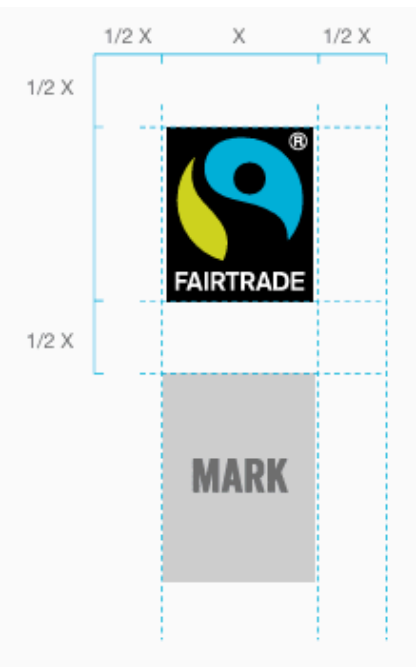 1/2 X X 1/2 X
1/2 X
®
FAIRTRADE
1/2 X
MARK